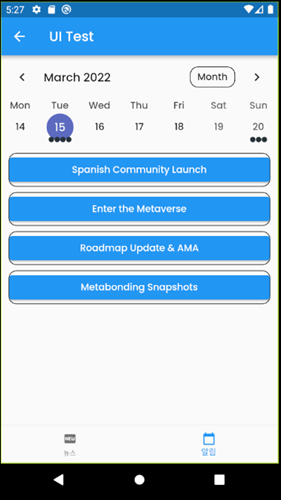 5:27
UI Test
March 2022
Month
Mon Tue Wed Thu Fri Sat Sun
14 15 16 17 18 19 20
Spanish Community Launch
Enter the Metaverse
Roadmap Update & AMA
Metabonding Snapshots
NEW
뉴스 알림